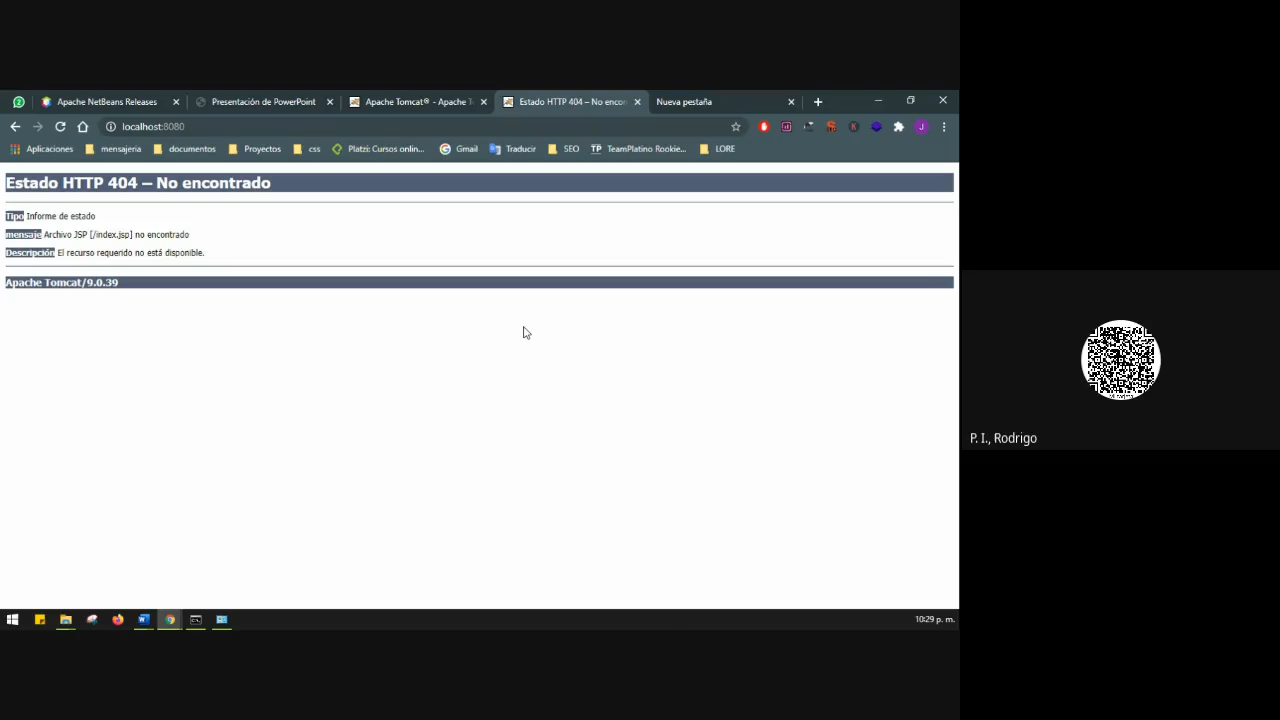 Apache NetBeans Releases
Presentación de PowerPoint
Apache Tomcat® - Apache T
Estado HTTP 404 – No encon
Nueva pestaña
localhost:8080
J
Aplicaciones
mensajeria
documentos
Proyectos
css
Platzi: Cursos onlin...
Gmail
Traducir
SEO
TP TeamPlatino Rookie...
LORE
Estado HTTP 404 – No encontrado
Tipo Informe de estado
mensaje Archivo JSP [/index.jsp] no encontrado
Descripción El recurso requerido no está disponible.
Apache Tomcat/9.0.39
P. I., Rodrigo
10:29 p. m.